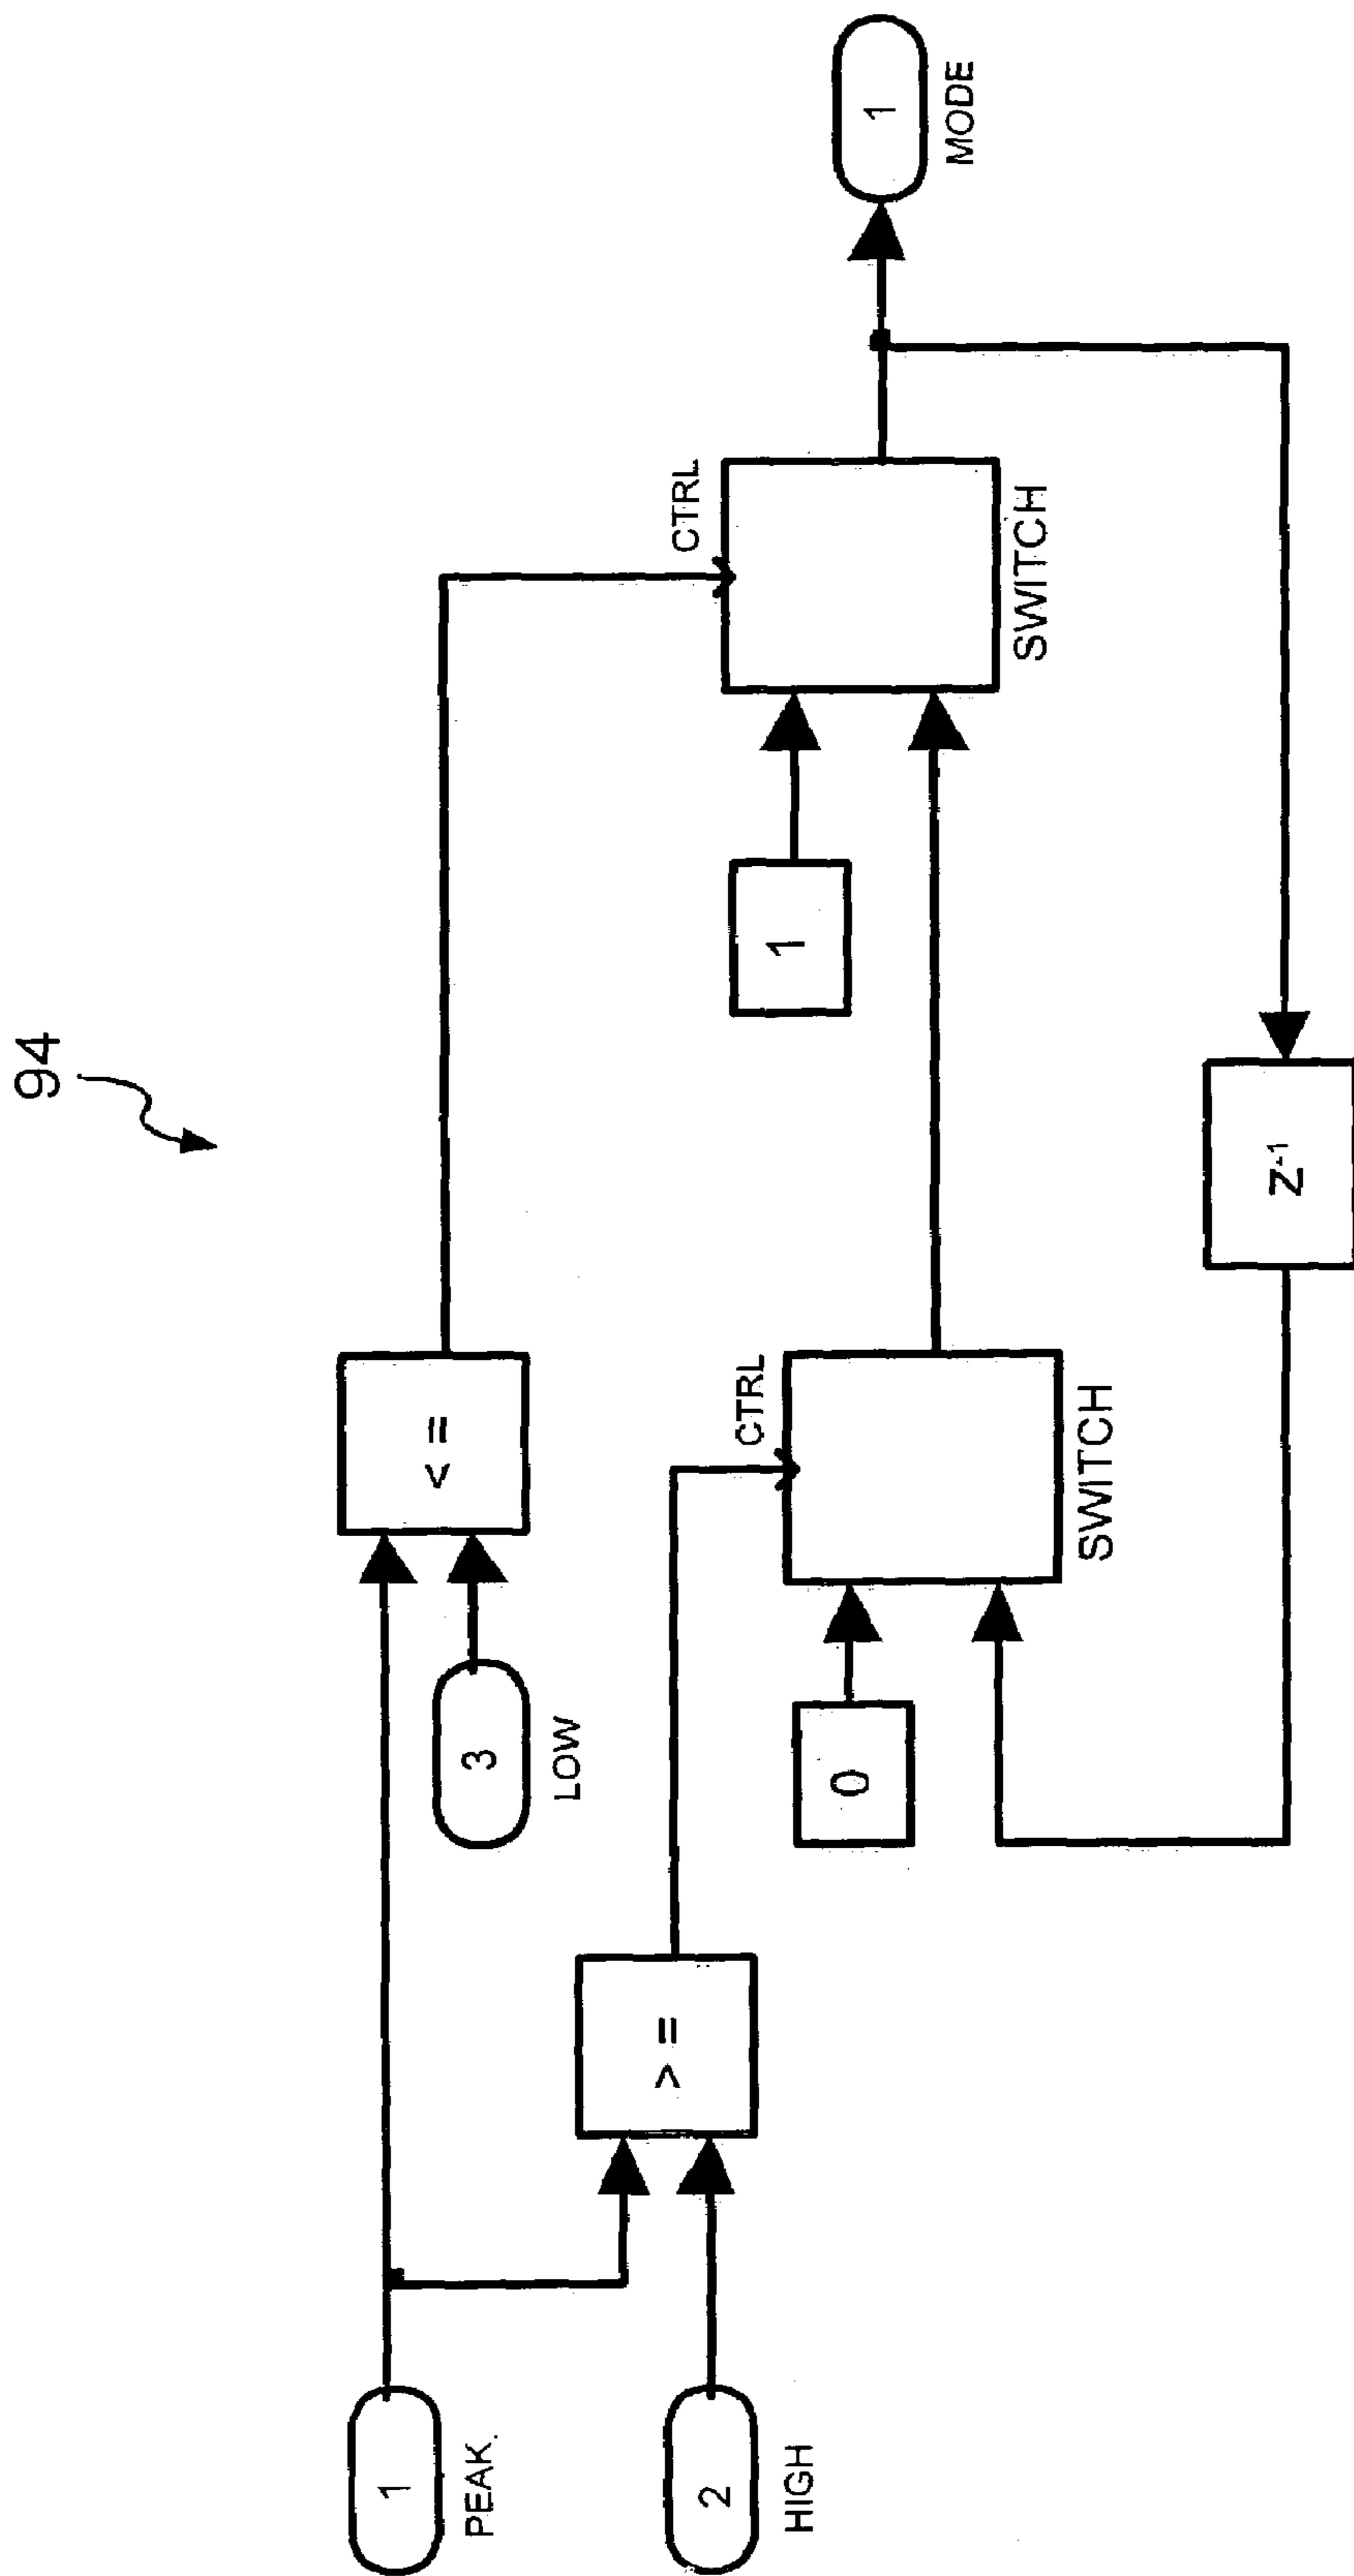 94
1
PEAK
2
HIGH
3
LOW
> =
< =
0
CTRL
SWITCH
1
CTRL
SWITCH
Z-1
1
MODE